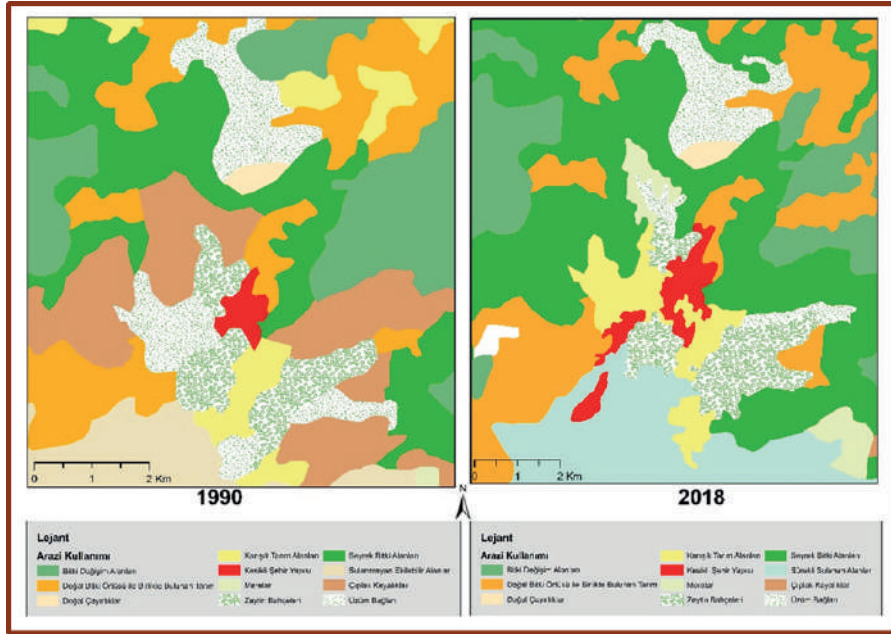 0 1 2 Km
0 1 2 Km
1990
N
2018
Lejant
Arazi Kullanımı
Bitki Değişim Alanları
Doğal Bitki Örtüsü ile Birlikte Bulunan Tarım
Doğal Çayırlıklar
Karışık Tarım Alanları
Kesikli Şehir Yapısı
Meralar
Zeytin Bahçeleri
Seyrek Bitki Alanları
Sulanmayan Ekilebilir Alanlar
Çıplak Kayalıklar
Üzüm Bağları
Lejant
Arazi Kullanımı
Bitki Değişim Alanları
Doğal Bitki Örtüsü ile Birlikte Bulunan Tarım
Doğal Çayırlıklar
Karışık Tarım Alanları
Kesikli Şehir Yapısı
Meralar
Zeytin Bahçeleri
Seyrek Bitki Alanları
Sürekli Sulanan Alanlar
Çıplak Kayalıklar
Üzüm Bağları